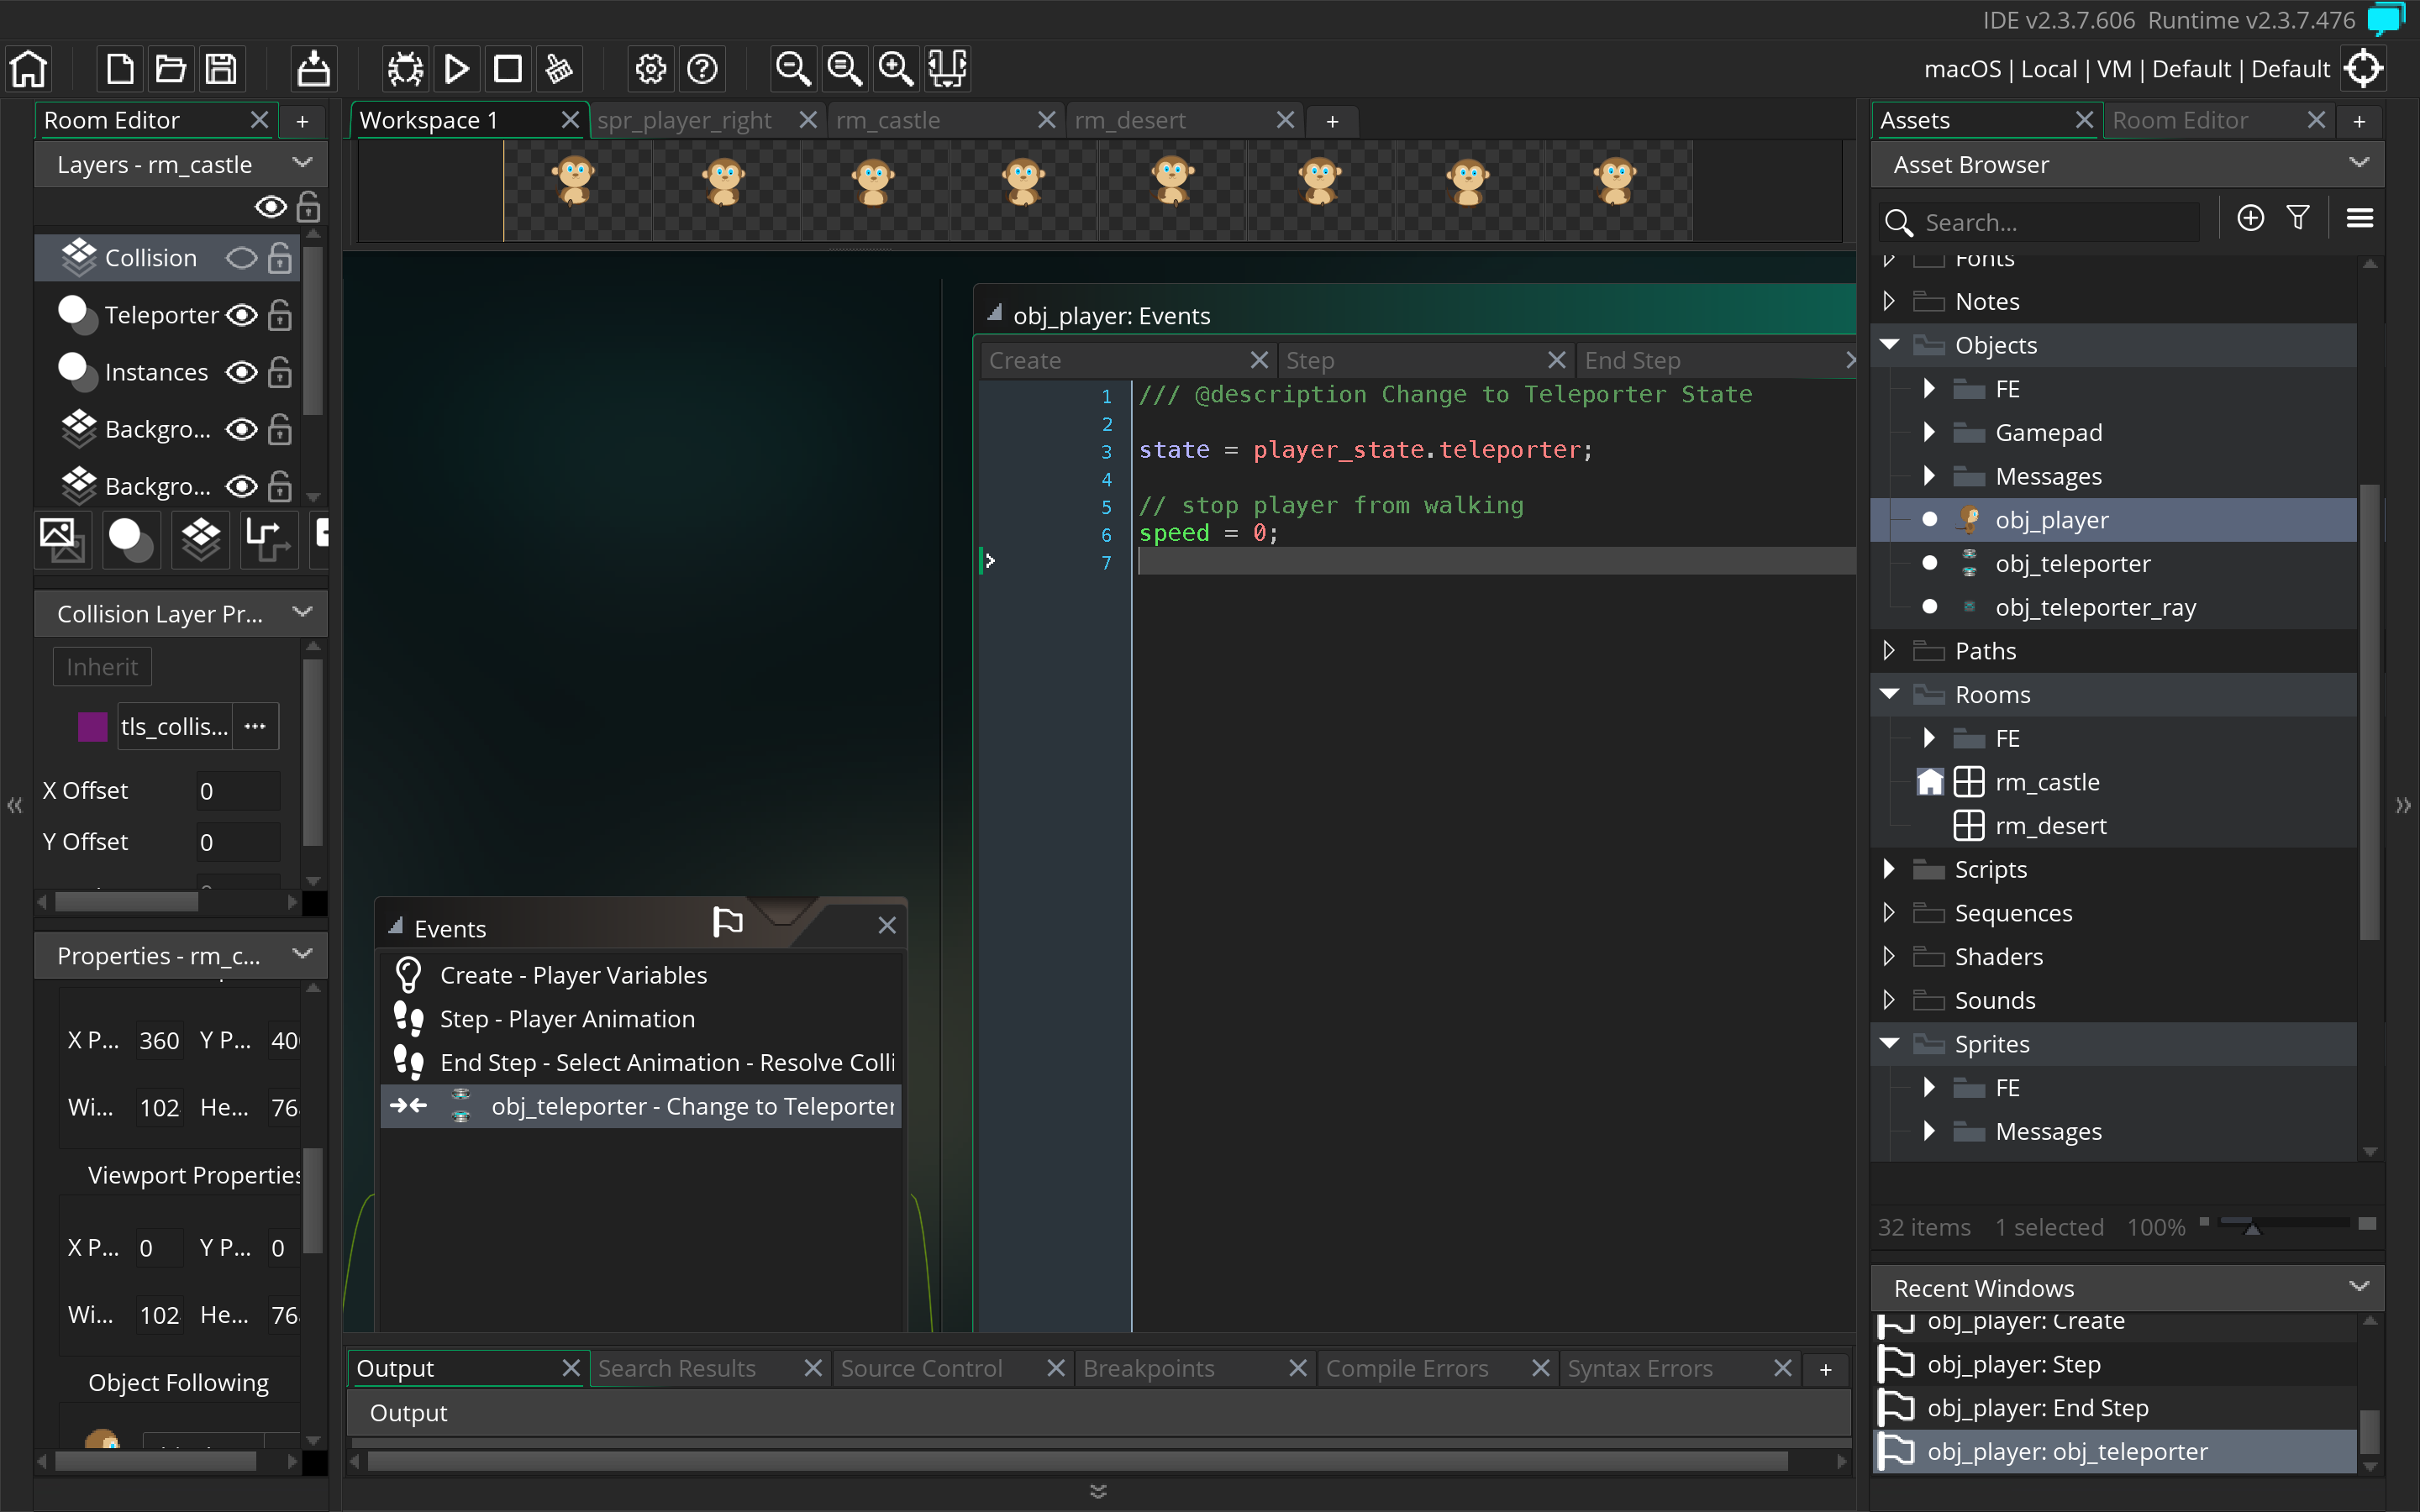 IDE v2.3.7.606 Runtime v2.3.7.476
macOS | Local | VM | Default | Default
Room Editor
+
Layers - rm_castle
Collision
Teleporter
Instances
Backgro...
Backgro...
Collision Layer Pr...
Inherit
tls_collis...
...
X Offset 0
Y Offset 0
Properties - rm_c...
X P... 360 Y P... 40
Wi... 102 He... 76
Viewport Properties
X P... 0 Y P... 0
Wi... 102 He... 76
Object Following
Workspace 1
spr_player_right
rm_castle
rm_desert
+
obj_player: Events
Create
Step
End Step
1 /// @description Change to Teleporter State
2
3 state = player_state.teleporter;
4
5 // stop player from walking
6 speed = 0;
7
Events
Create - Player Variables
Step - Player Animation
End Step - Select Animation - Resolve Colli
obj_teleporter - Change to Teleporter
Output
Search Results
Source Control
Breakpoints
Compile Errors
Syntax Errors
+
Output
Assets
Room Editor
+
Asset Browser
Search...
Fonts
Notes
Objects
FE
Gamepad
Messages
obj_player
obj_teleporter
obj_teleporter_ray
Paths
Rooms
FE
rm_castle
rm_desert
Scripts
Sequences
Shaders
Sounds
Sprites
FE
Messages
32 items 1 selected 100%
Recent Windows
obj_player: Create
obj_player: Step
obj_player: End Step
obj_player: obj_teleporter